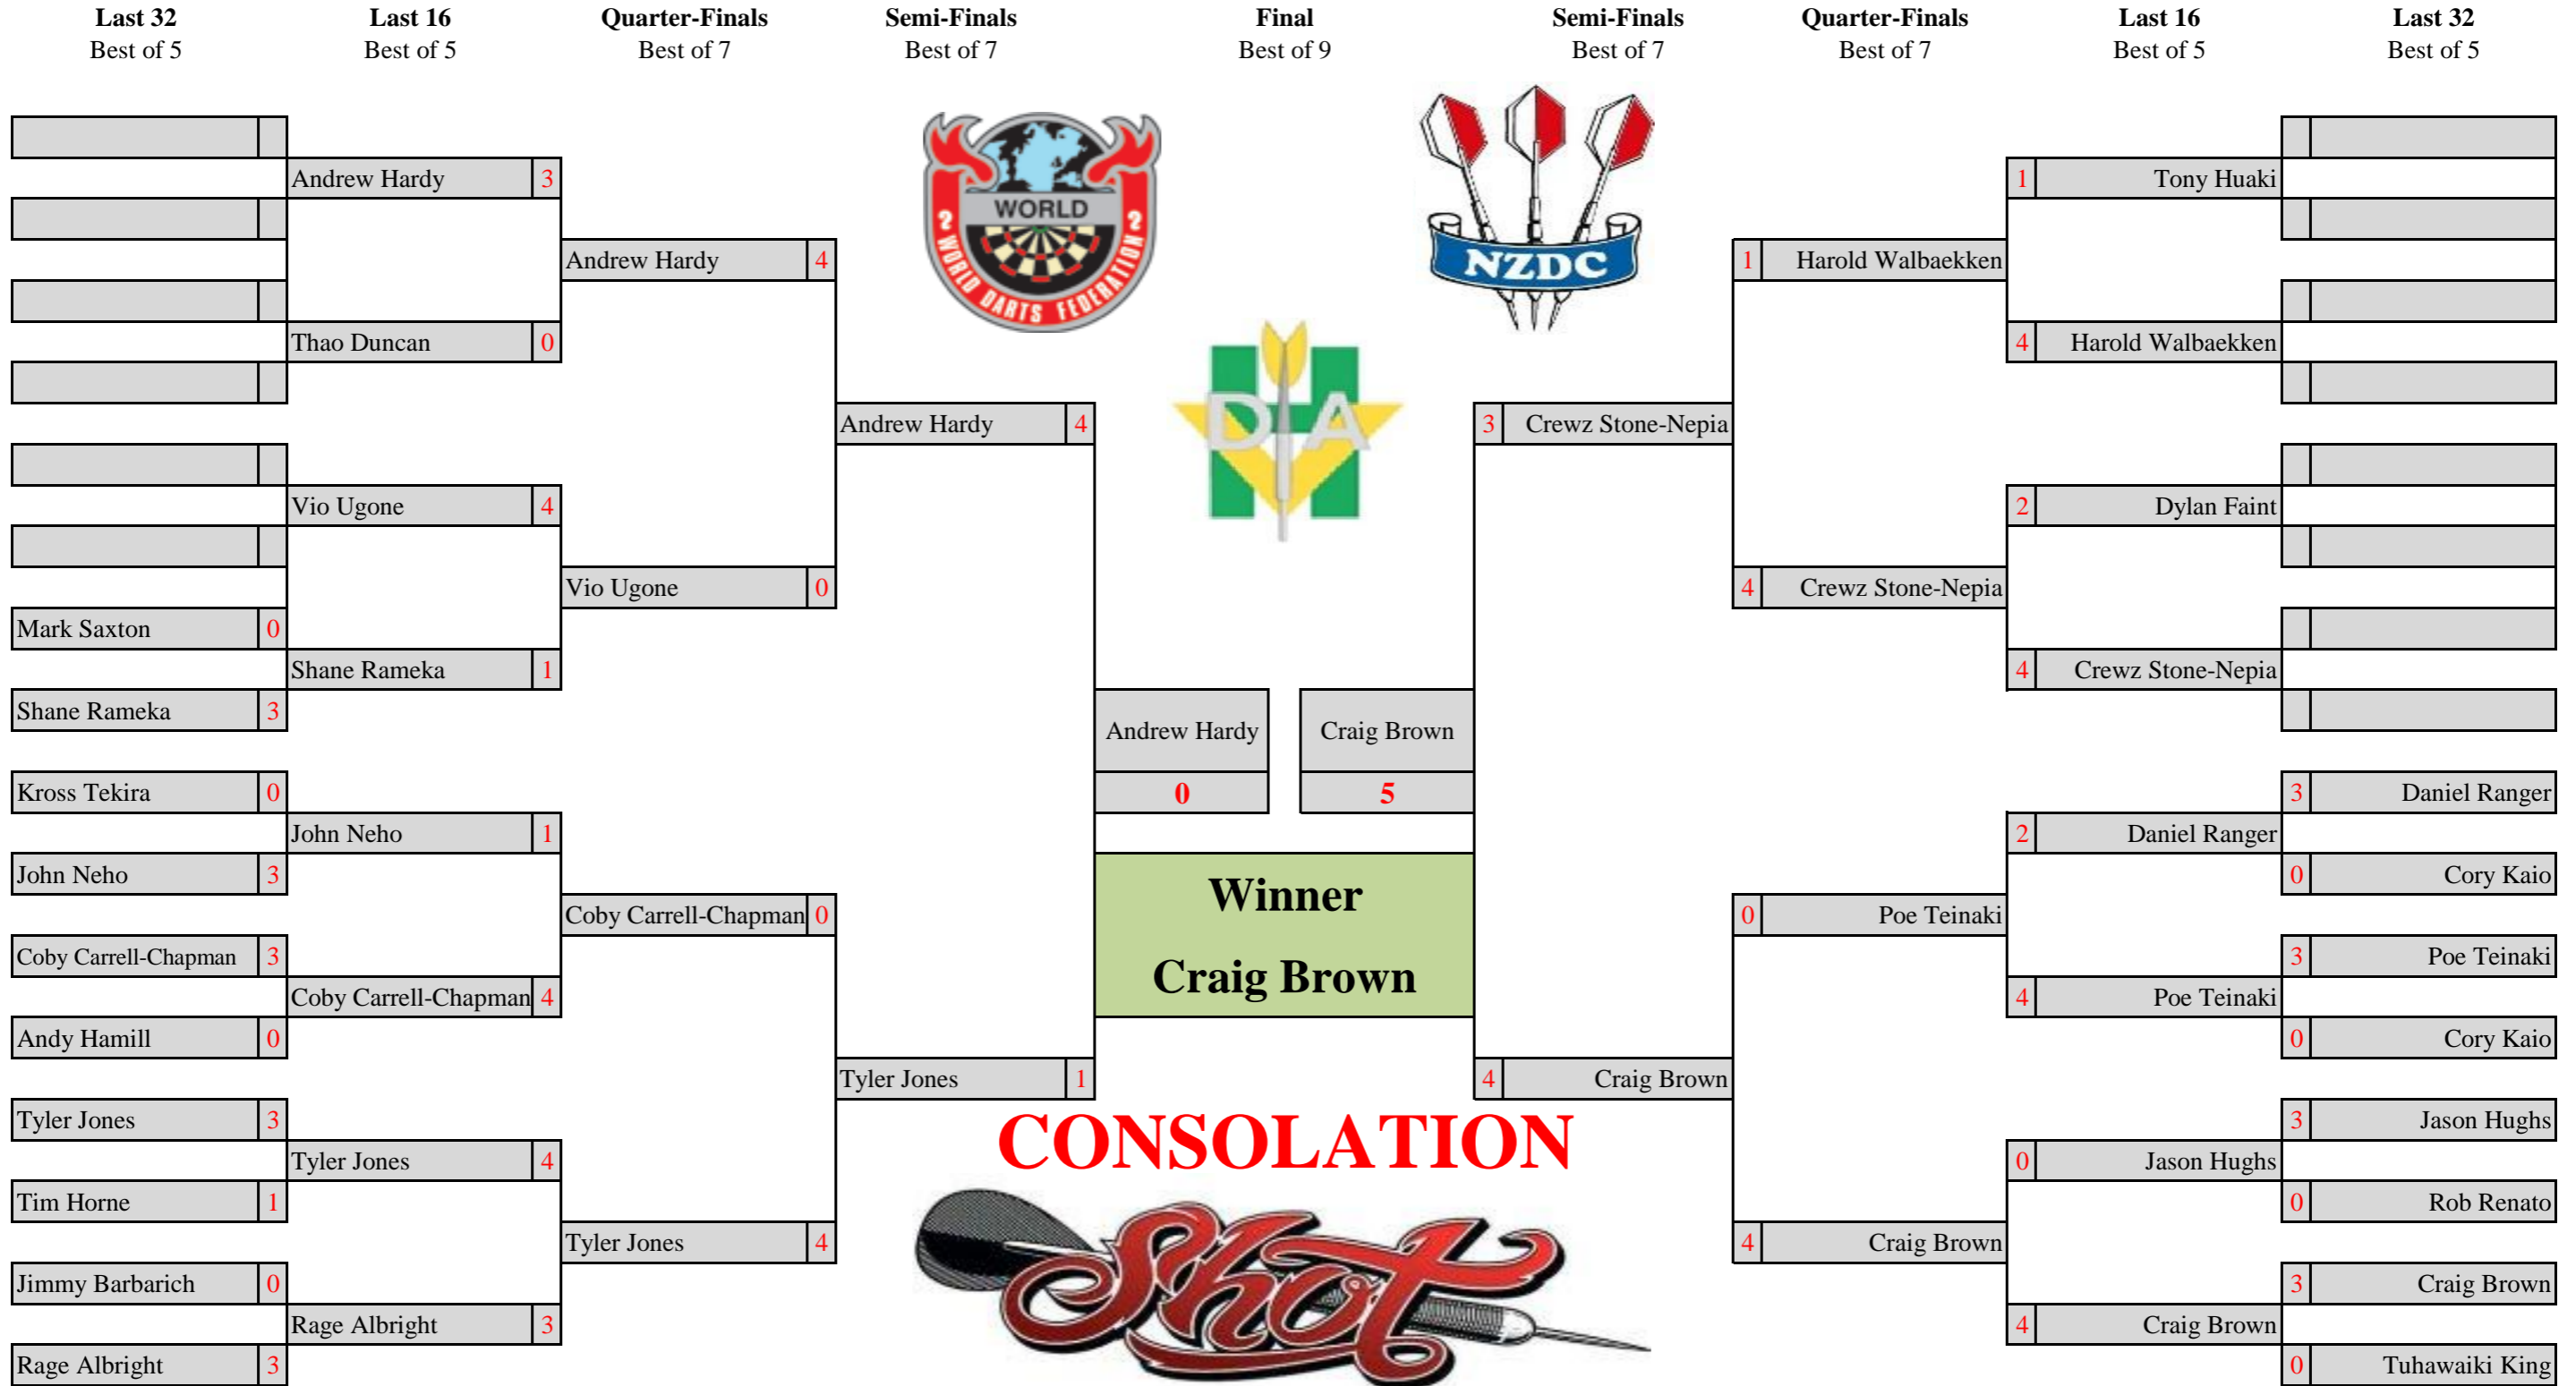 Last 32 Last 16 Quarter-Finals Semi-Finals Final Semi-Finals Quarter-Finals Last 16 Last 32
Best of 5 Best of 5 Best of 7 Best of 7 Best of 9 Best of 7 Best of 7 Best of 5 Best of 5
Andrew Hardy 3
1 Tony Huaki
WORLD
2 WORLD DARTS FEDERATION 2
NZDC
Andrew Hardy 4
1 Harold Walbaekken
Thao Duncan 0
4 Harold Walbaekken
D A
Andrew Hardy 4
3 Crewz Stone-Nepia
Vio Ugone 4
2 Dylan Faint
Vio Ugone 0
4 Crewz Stone-Nepia
Mark Saxton 0
Shane Rameka 1
4 Crewz Stone-Nepia
Shane Rameka 3
Andrew Hardy Craig Brown
0 5
Kross Tekira 0
3 Daniel Ranger
John Neho 1
2 Daniel Ranger
John Neho 3
0 Cory Kaio
Winner
Craig Brown
Coby Carrell-Chapman 0
0 Poe Teinaki
Coby Carrell-Chapman 3
3 Poe Teinaki
Coby Carrell-Chapman 4
4 Poe Teinaki
Andy Hamill 0
0 Cory Kaio
Tyler Jones 1
4 Craig Brown
Tyler Jones 3
3 Jason Hughs
CONSOLATION
Tyler Jones 4
0 Jason Hughs
Tim Horne 1
0 Rob Renato
Tyler Jones 4
4 Craig Brown
Shot
Jimmy Barbarich 0
3 Craig Brown
Rage Albright 3
4 Craig Brown
Rage Albright 3
0 Tuhawaiki King